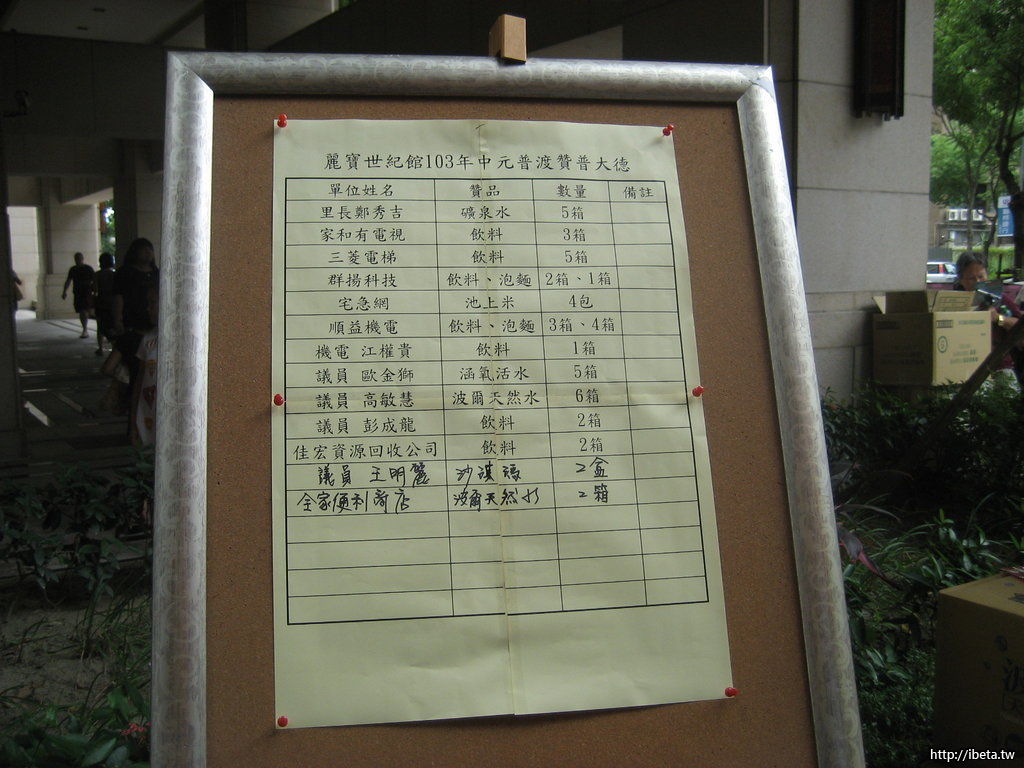 麗寶世紀館103年中元普渡贊普大德
單位姓名 贊品 數量 備註
里長鄭秀吉 礦泉水 5箱
家和有電視 飲料 3箱
三菱電梯 飲料 5箱
群揚科技 飲料、泡麵 2箱、1箱
宅急網 池上米 4包
順益機電 飲料、泡麵 3箱、4箱
機電 江權貴 飲料 1箱
議員 歐金獅 涵氧活水 5箱
議員 高敏慧 波爾天然水 6箱
議員 彭成龍 飲料 2箱
佳宏資源回收公司 飲料 2箱
議員 王明麗 沙淇瑪 2盒
全家便利商店 波爾天然水 2箱
http://ibeta.tw